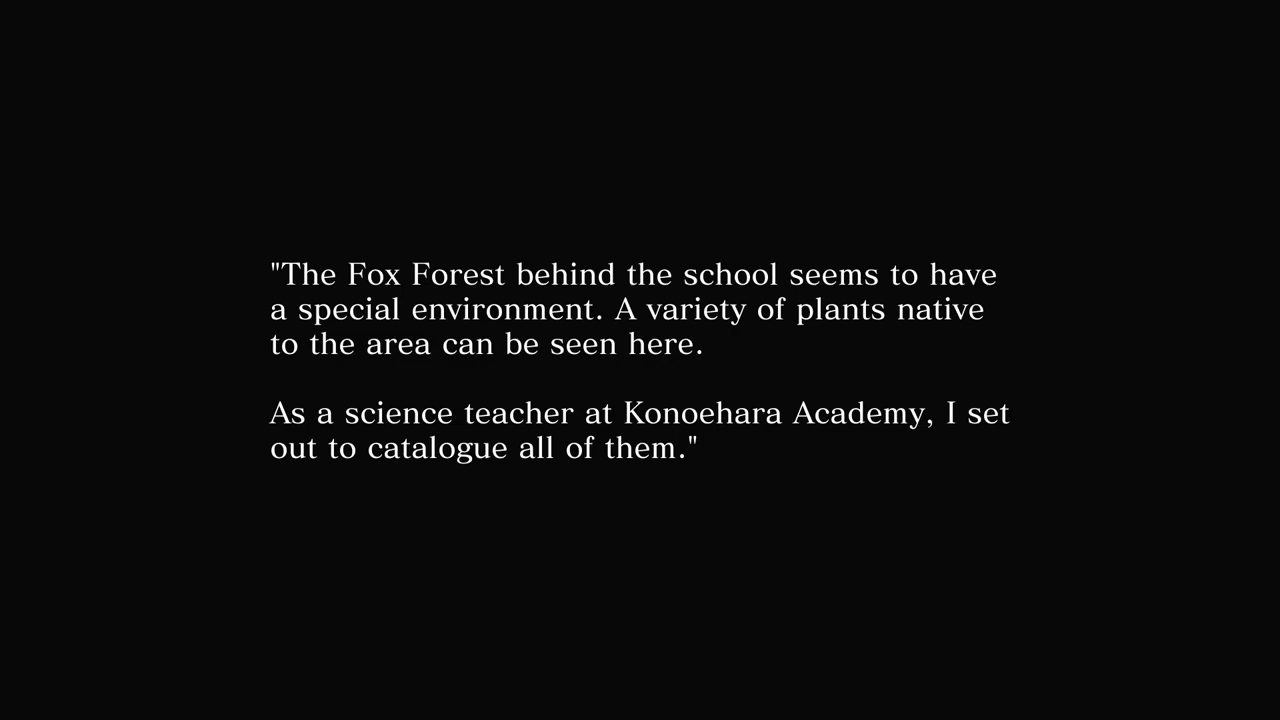 "The Fox Forest behind the school seems to have
a special environment. A variety of plants native
to the area can be seen here.
As a science teacher at Konoehara Academy, I set
out to catalogue all of them."